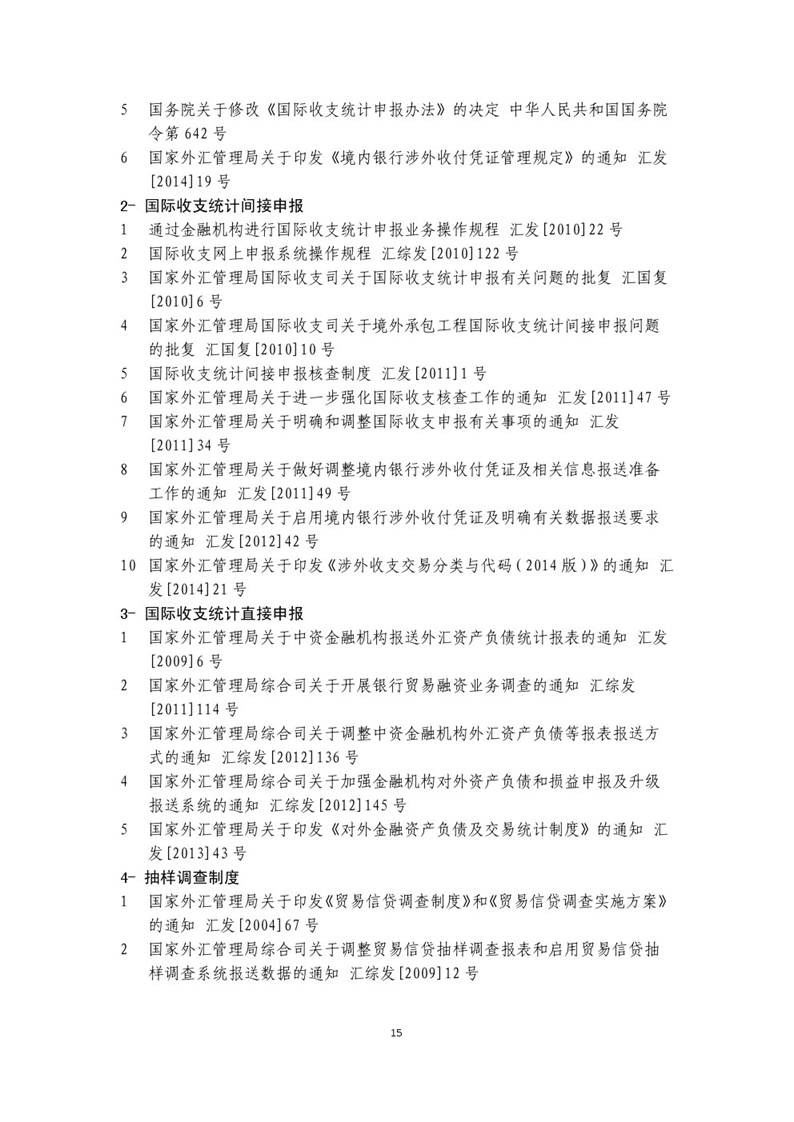 5 国务院关于修改《国际收支统计申报办法》的决定 中华人民共和国国务院
令第 642 号
6 国家外汇管理局关于印发《境内银行涉外收付凭证管理规定》的通知 汇发
[2014]19 号
2- 国际收支统计间接申报
1 通过金融机构进行国际收支统计申报业务操作规程 汇发[2010]22 号
2 国际收支网上申报系统操作规程 汇综发[2010]122 号
3 国家外汇管理局国际收支司关于国际收支统计申报有关问题的批复 汇国复
[2010]6 号
4 国家外汇管理局国际收支司关于境外承包工程国际收支统计间接申报问题
的批复 汇国复[2010]10 号
5 国际收支统计间接申报核查制度 汇发[2011]1 号
6 国家外汇管理局关于进一步强化国际收支核查工作的通知 汇发[2011]47 号
7 国家外汇管理局关于明确和调整国际收支申报有关事项的通知 汇发
[2011]34 号
8 国家外汇管理局关于做好调整境内银行涉外收付凭证及相关信息报送准备
工作的通知 汇发[2011]49 号
9 国家外汇管理局关于启用境内银行涉外收付凭证及明确有关数据报送要求
的通知 汇发[2012]42 号
10 国家外汇管理局关于印发《涉外收支交易分类与代码(2014 版)》的通知 汇
发[2014]21 号
3- 国际收支统计直接申报
1 国家外汇管理局关于中资金融机构报送外汇资产负债统计报表的通知 汇发
[2009]6 号
2 国家外汇管理局综合司关于开展银行贸易融资业务调查的通知 汇综发
[2011]114 号
3 国家外汇管理局综合司关于调整中资金融机构外汇资产负债等报表报送方
式的通知 汇综发[2012]136 号
4 国家外汇管理局综合司关于加强金融机构对外资产负债和损益申报及升级
报送系统的通知 汇综发[2012]145 号
5 国家外汇管理局关于印发《对外金融资产负债及交易统计制度》的通知 汇
发[2013]43 号
4- 抽样调查制度
1 国家外汇管理局关于印发《贸易信贷调查制度》和《贸易信贷调查实施方案》
的通知 汇发[2004]67 号
2 国家外汇管理局综合司关于调整贸易信贷抽样调查报表和启用贸易信贷抽
样调查系统报送数据的通知 汇综发[2009]12 号
15